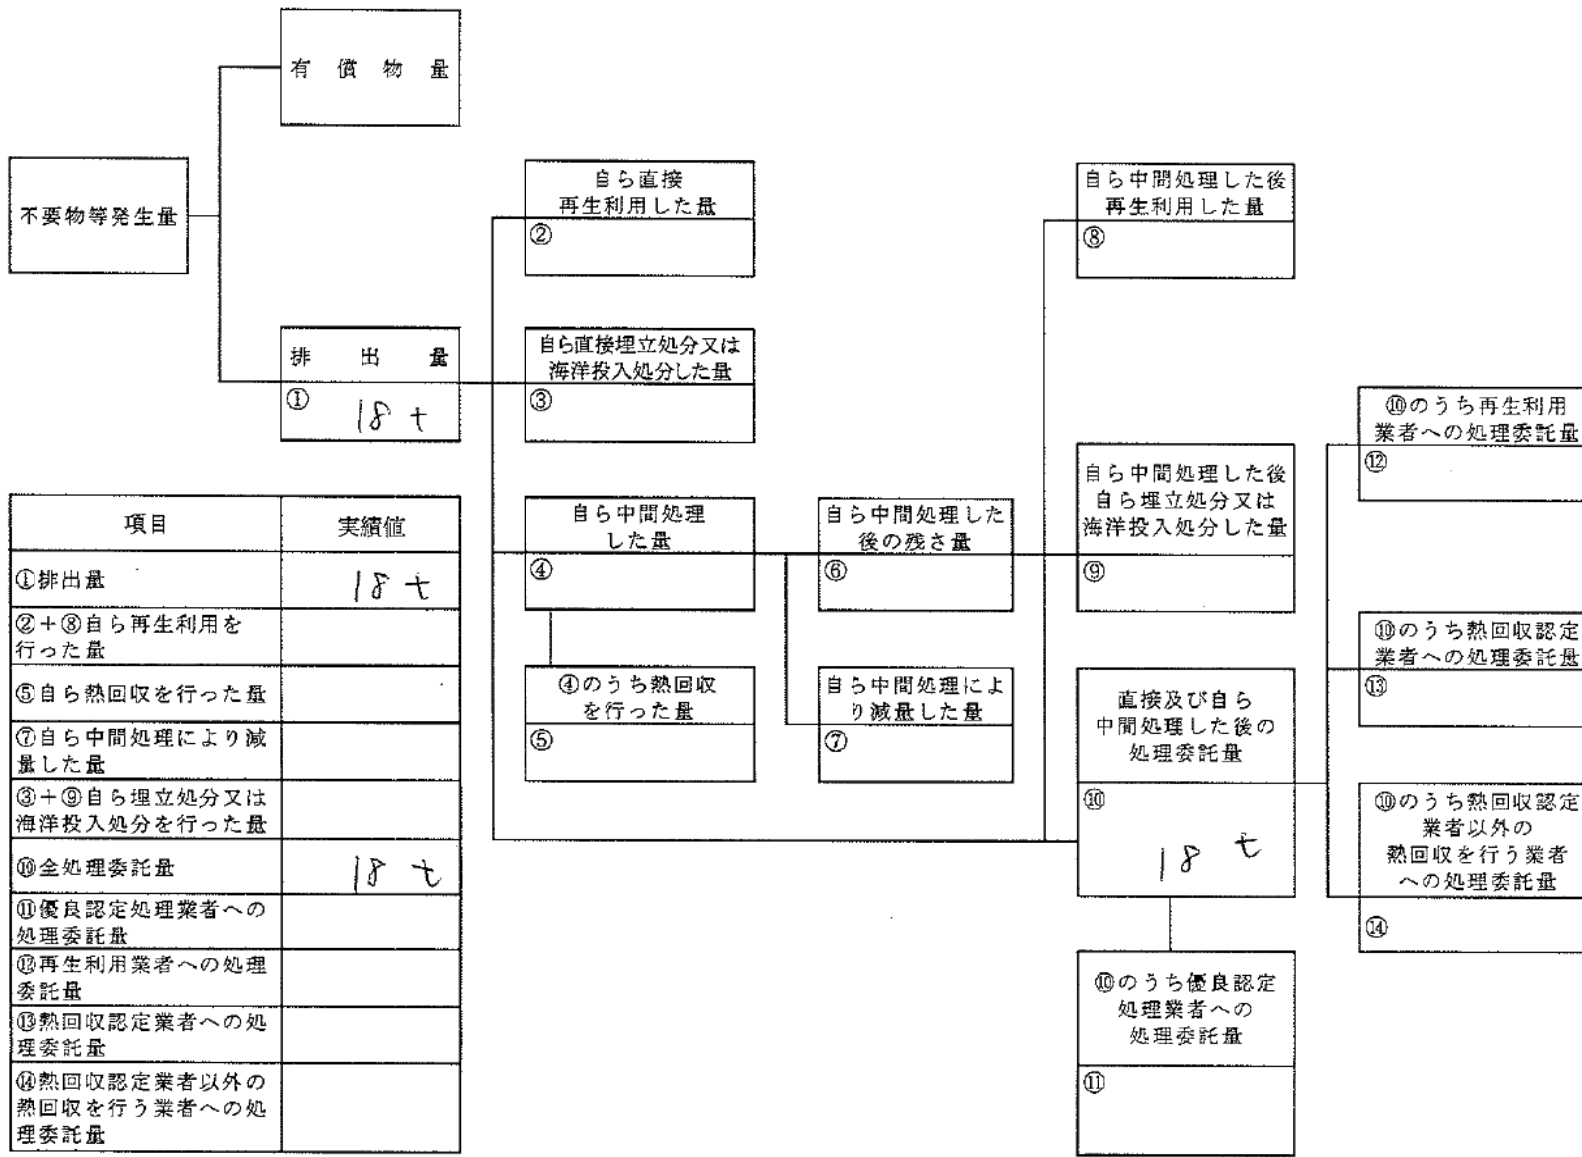 有償物量
不要物等発生量
排出量
① 18t
自ら直接
再生利用した量
②
自ら直接埋立処分又は
海洋投入処分した量
③
自ら中間処理
した量
④
④のうち熱回収
を行った量
⑤
自ら中間処理した
後の残さ量
⑥
自ら中間処理によ
り減量した量
⑦
自ら中間処理した後
再生利用した量
⑧
自ら中間処理した後
自ら埋立処分又は
海洋投入処分した量
⑨
直接及び自ら
中間処理した後の
処理委託量
⑩
18 t
⑩のうち優良認定
処理業者への
処理委託量
⑪
⑩のうち再生利用
業者への処理委託量
⑫
⑩のうち熱回収認定
業者への処理委託量
⑬
⑩のうち熱回収認定
業者以外の
熱回収を行う業者
への処理委託量
⑭
項目 実績値
①排出量 18 t
②+⑧自ら再生利用を
行った量
⑤自ら熱回収を行った量
⑦自ら中間処理により減
量した量
③+⑨自ら埋立処分又は
海洋投入処分を行った量
⑩全処理委託量 18 t
⑪優良認定処理業者への
処理委託量
⑫再生利用業者への処理
委託量
⑬熱回収認定業者への処
理委託量
⑭熱回収認定業者以外の
熱回収を行う業者への処
理委託量